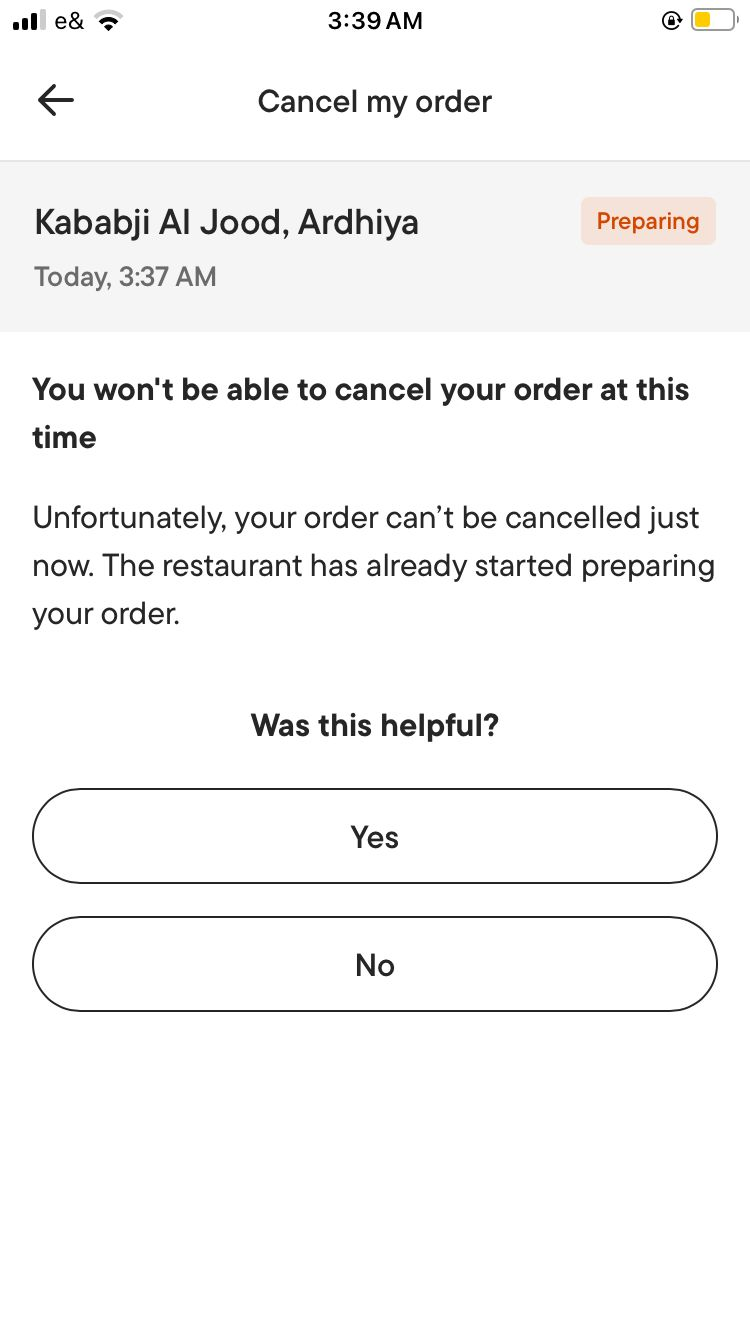 e& 3:39 AM
Cancel my order
Kababji Al Jood, Ardhiya Preparing
Today, 3:37 AM
You won't be able to cancel your order at this
time
Unfortunately, your order can’t be cancelled just
now. The restaurant has already started preparing
your order.
Was this helpful?
Yes
No